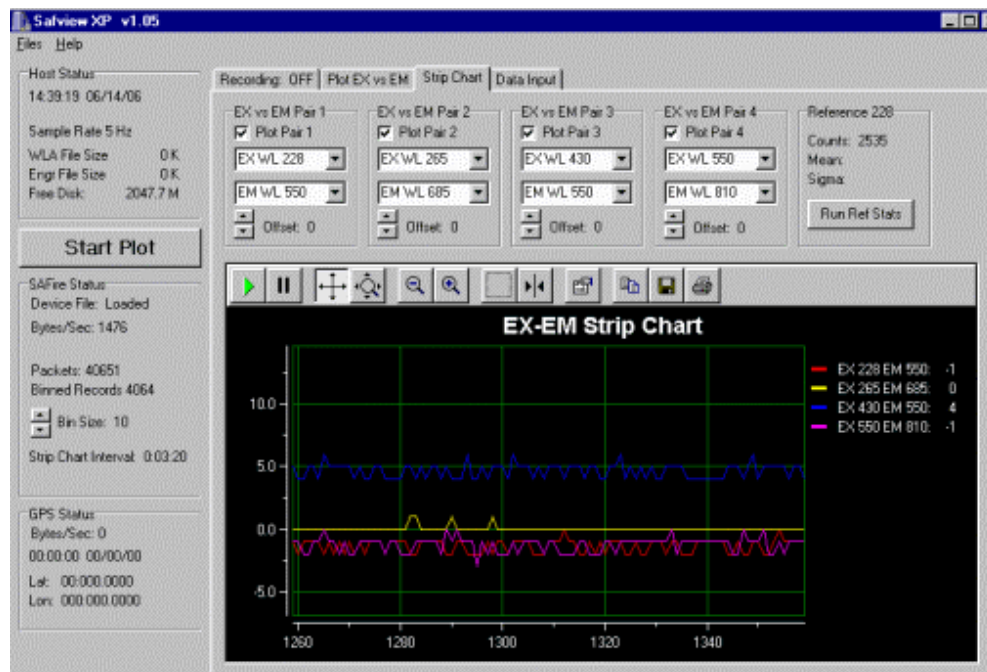 Safview XP v1.05
Files Help
Host Status
14:39:19 06/14/06
Sample Rate 5 Hz
WLA File Size 0 K
Engr File Size 0 K
Free Disk: 2047.7 M
Start Plot
SAFire Status
Device File: Loaded
Bytes/Sec: 1476
Packets: 40651
Binned Records 4064
Bin Size: 10
Strip Chart Interval: 0:03:20
GPS Status
Bytes/Sec: 0
00:00:00 00/00/00
Lat: 00:000.0000
Lon: 000:000.0000
Recording: OFF Plot EX vs EM Strip Chart Data Input
EX vs EM Pair 1
Plot Pair 1
EX WL 228
EM WL 550
Offset: 0
EX vs EM Pair 2
Plot Pair 2
EX WL 265
EM WL 685
Offset: 0
EX vs EM Pair 3
Plot Pair 3
EX WL 430
EM WL 550
Offset: 0
EX vs EM Pair 4
Plot Pair 4
EX WL 550
EM WL 810
Offset: 0
Reference 228
Counts: 2535
Mean:
Sigma:
Run Ref Stats
EX-EM Strip Chart
EX 228 EM 550: -1
EX 265 EM 685: 0
EX 430 EM 550: 4
EX 550 EM 810: -1
10.0
5.0
0.0
-5.0
1260 1280 1300 1320 1340